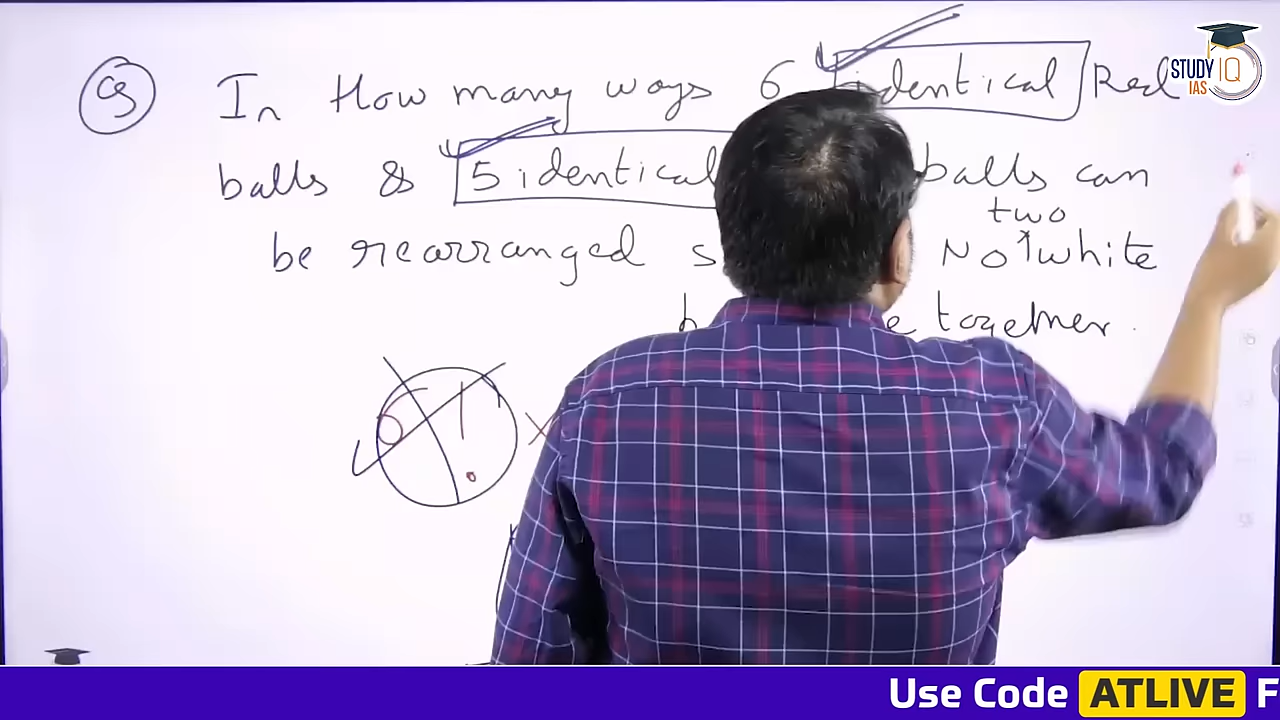 Q In How many ways 6 identical Red
balls & 5 identical balls can
two
be rearranged No white
together.
6!
STUDY IQ
IAS
Use Code ATLIVE F